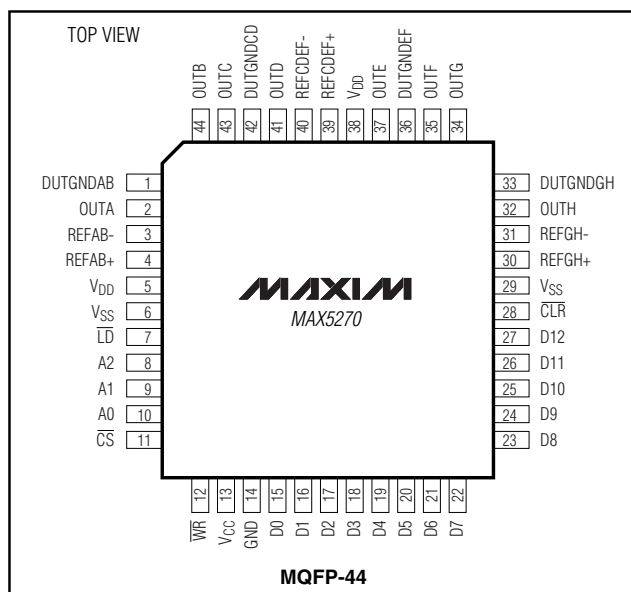 TOP VIEW
OUTB
OUTC
DUTGNDCD
OUTD
REFCDEF-
REFCDEF+
VDD
OUTE
DUTGNDEF
OUTF
OUTG
44
43
42
41
40
39
38
37
36
35
34
DUTGNDAB 1
OUTA 2
REFAB- 3
REFAB+ 4
VDD 5
VSS 6
LD 7
A2 8
A1 9
A0 10
CS 11
MAXIM
MAX5270
33 DUTGNDGH
32 OUTH
31 REFGH-
30 REFGH+
29 VSS
28 CLR
27 D12
26 D11
25 D10
24 D9
23 D8
12
13
14
15
16
17
18
19
20
21
22
WR
VCC
GND
D0
D1
D2
D3
D4
D5
D6
D7
MQFP-44